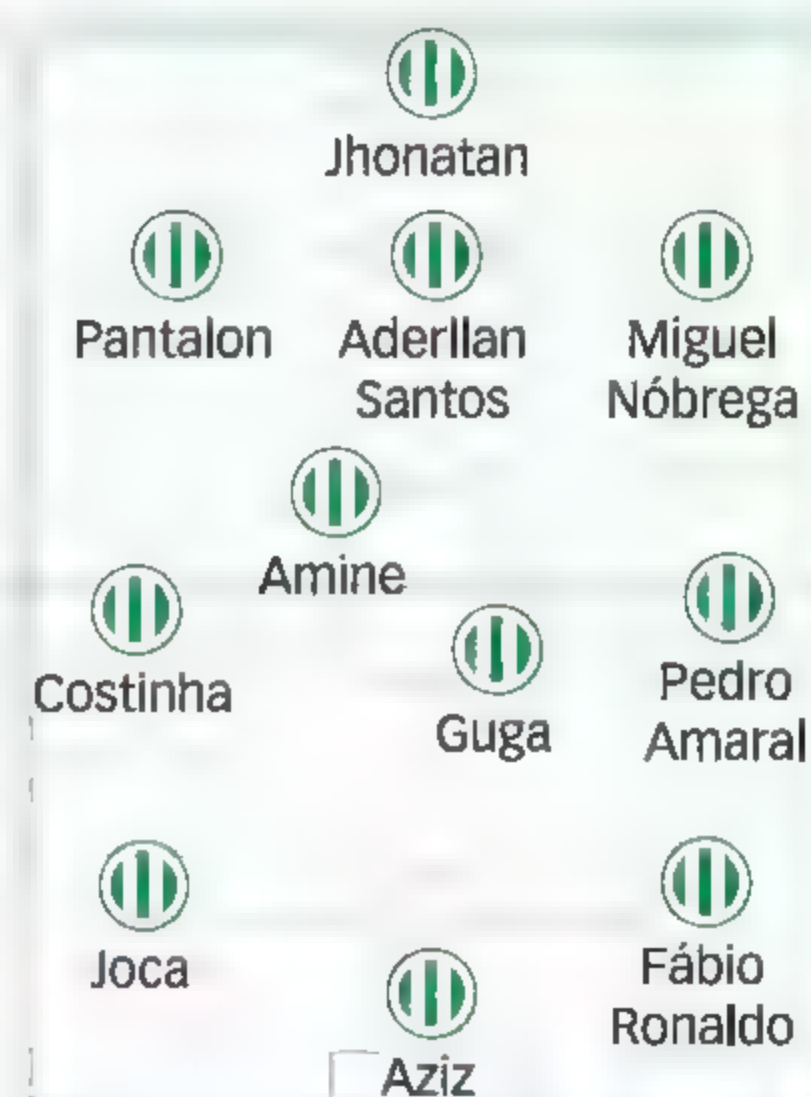 Jhonatan
Pantalon
Aderllan
Santos
Miguel
Nóbrega
Amine
Costinha
Guga
Pedro
Amaral
Joca
Fábio
Ronaldo
Aziz